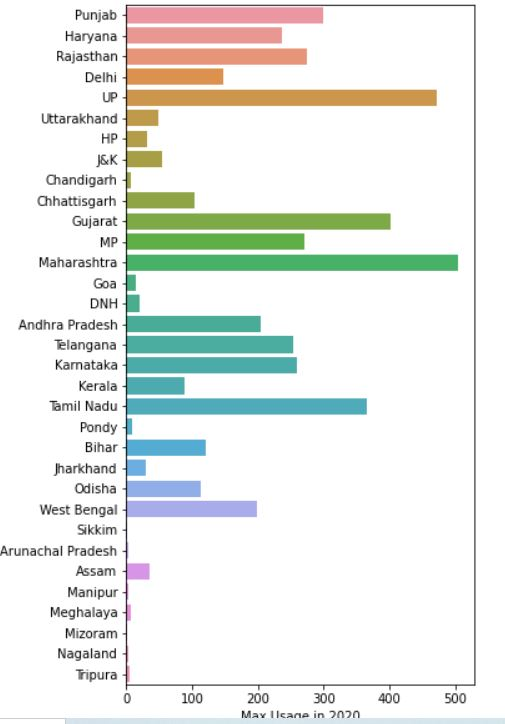 Punjab
Haryana
Rajasthan
Delhi
UP
Uttarakhand
HP
J&K
Chandigarh
Chhattisgarh
Gujarat
MP
Maharashtra
Goa
DNH
Andhra Pradesh
Telangana
Karnataka
Kerala
Tamil Nadu
Pondy
Bihar
Jharkhand
Odisha
West Bengal
Sikkim
Arunachal Pradesh
Assam
Manipur
Meghalaya
Mizoram
Nagaland
Tripura
0 100 200 300 400 500
Max Usage in 2020